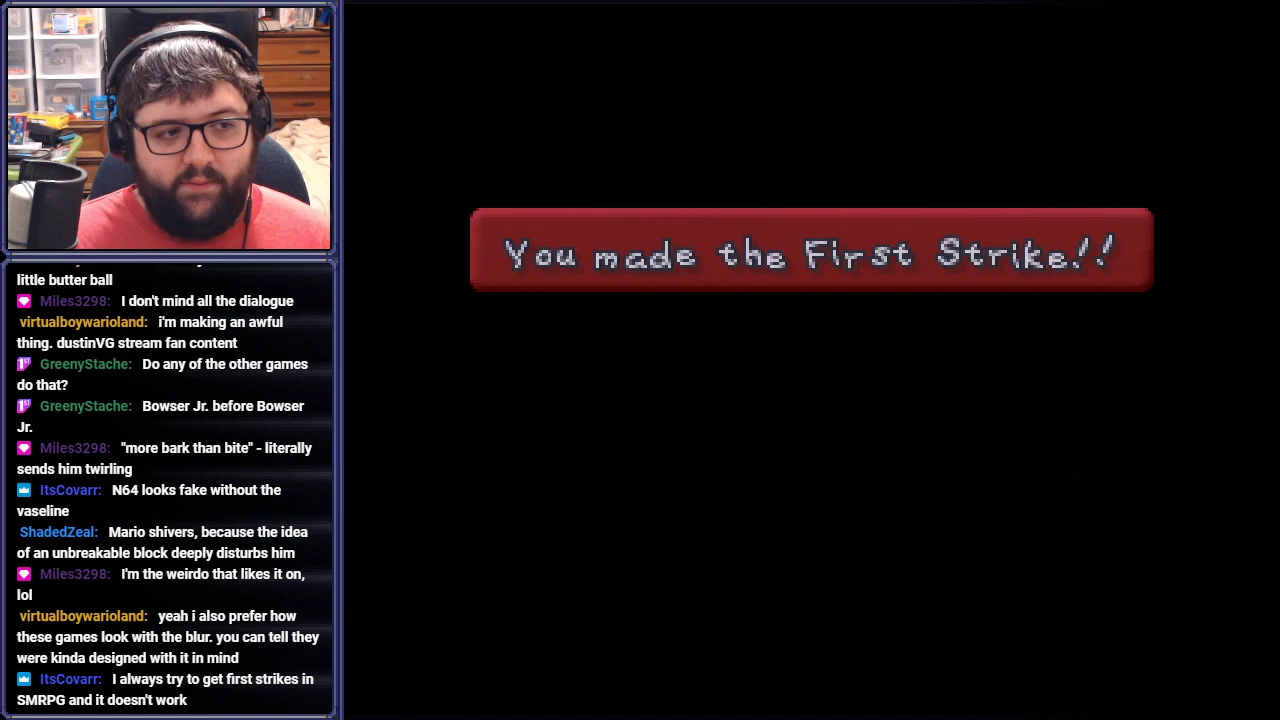 little butter ball
Miles3298: I don't mind all the dialogue
virtualboywarioland: i'm making an awful
thing. dustinVG stream fan content
GreenyStache: Do any of the other games
do that?
GreenyStache: Bowser Jr. before Bowser
Jr.
Miles3298: "more bark than bite" - literally
sends him twirling
ItsCovarr: N64 looks fake without the
vaseline
ShadedZeal: Mario shivers, because the idea
of an unbreakable block deeply disturbs him
Miles3298: I'm the weirdo that likes it on,
lol
virtualboywarioland: yeah i also prefer how
these games look with the blur. you can tell they
were kinda designed with it in mind
ItsCovarr: I always try to get first strikes in
SMRPG and it doesn't work
You made the First Strike!!